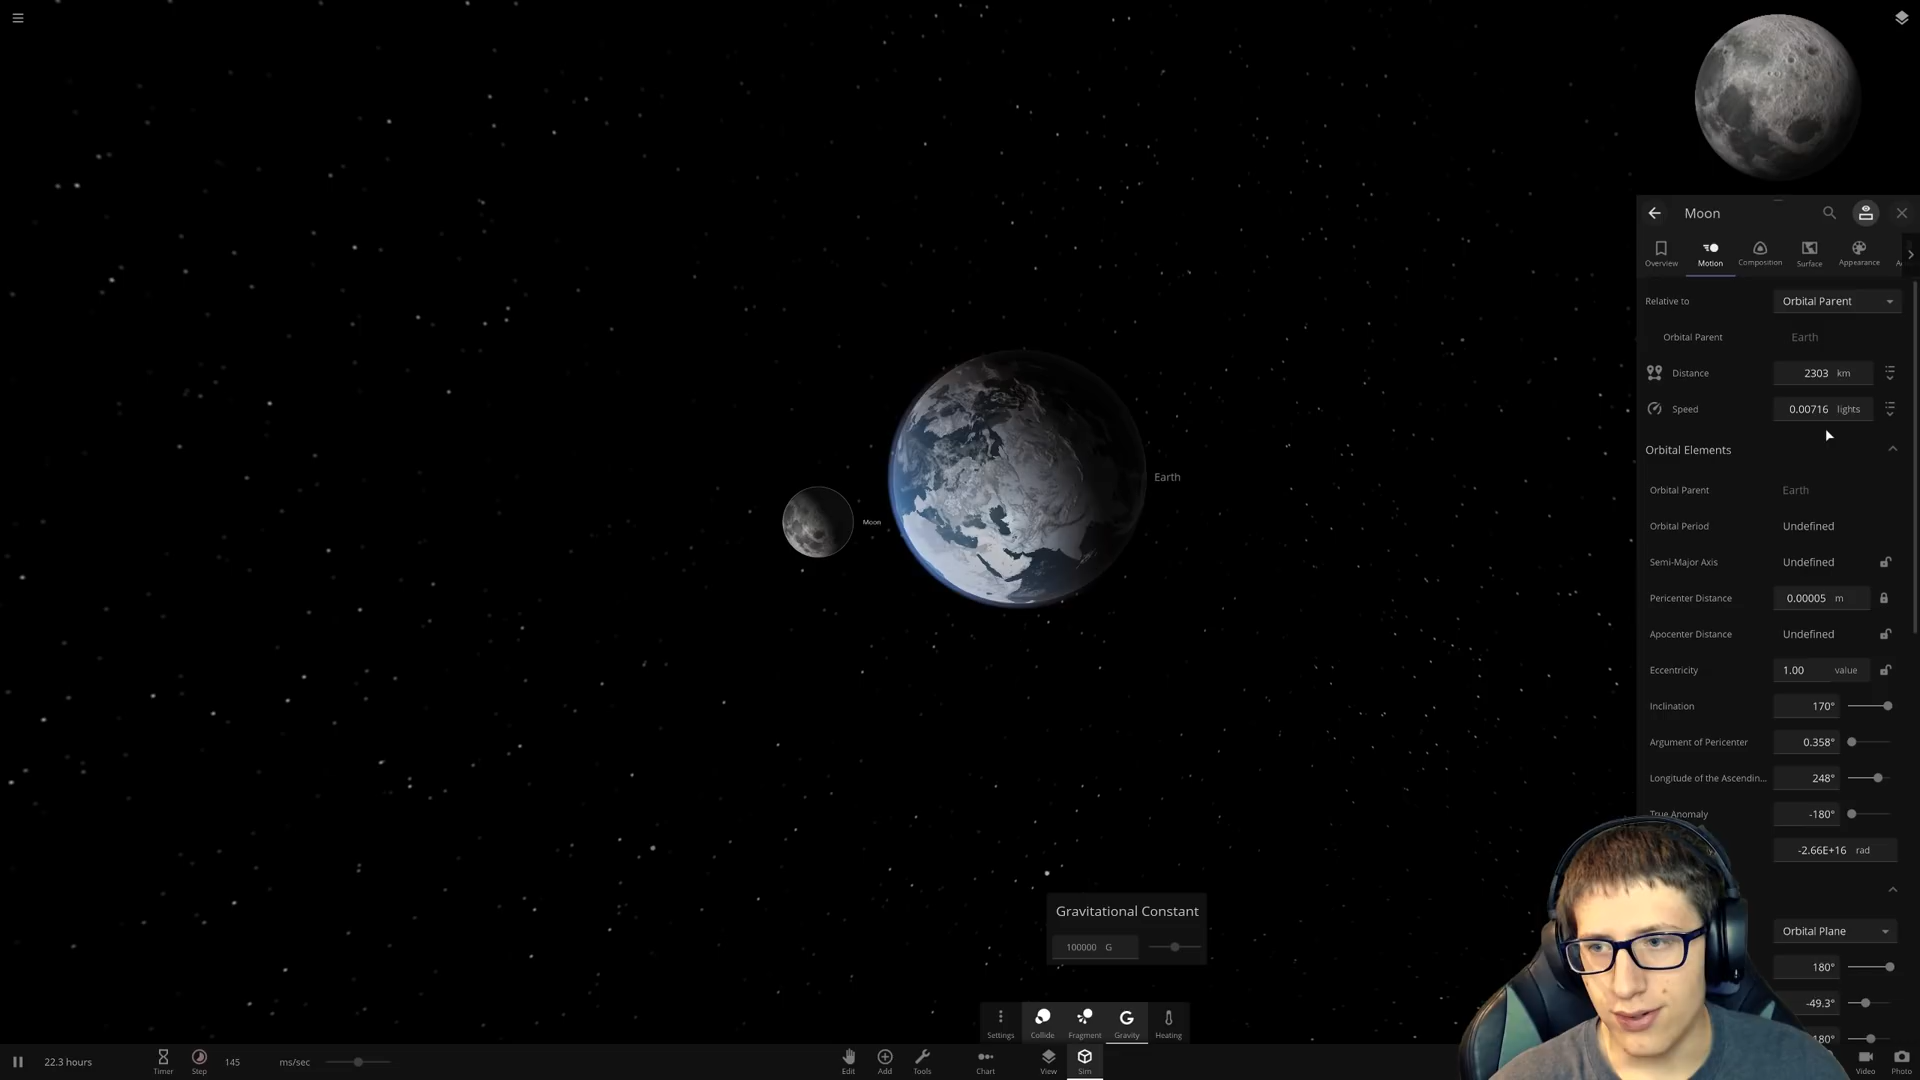 Moon
Overview
Motion
Composition
Surface
Appearance
Relative to Orbital Parent
Orbital Parent Earth
Distance 2303 km
Speed 0.00716 lights
Orbital Elements
Orbital Parent Earth
Orbital Period Undefined
Semi-Major Axis Undefined
Pericenter Distance 0.00005 m
Apocenter Distance Undefined
Eccentricity 1.00 value
Inclination 170°
Argument of Pericenter 0.358°
Longitude of the Ascendin... 248°
True Anomaly -180°
-2.66E+16 rad
Orbital Plane
180°
-49.3°
180°
Earth
Moon
Gravitational Constant
100000 G
Settings
Collide
Fragment
Gravity
Heating
22.3 hours
Timer
Step
145 ms/sec
Edit
Add
Tools
Chart
View
Sim
Video
Photo